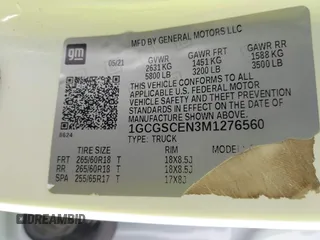 gm
MFD BY GENERAL MOTORS LLC
05/21 GVWR GAWR FRT GAWR RR
2631 KG 1451 KG 1588 KG
5800 LB 3200 LB 3500 LB
THIS VEHICLE CONFORMS TO ALL
APPLICABLE U.S. FEDERAL MOTOR
VEHICLE SAFETY AND THEFT PREVENTION
STANDARDS IN EFFECT ON THE DATE OF
MANUFACTURE SHOWN ABOVE.
1GCGSCEN3M1276560
TYPE: TRUCK
TIRE SIZE RIM
FRT 265/60R18 T 18X8.5J
RR 265/60R18 T 18X8.5J
SPA 255/65R17 T 17X8J
DREAMBID